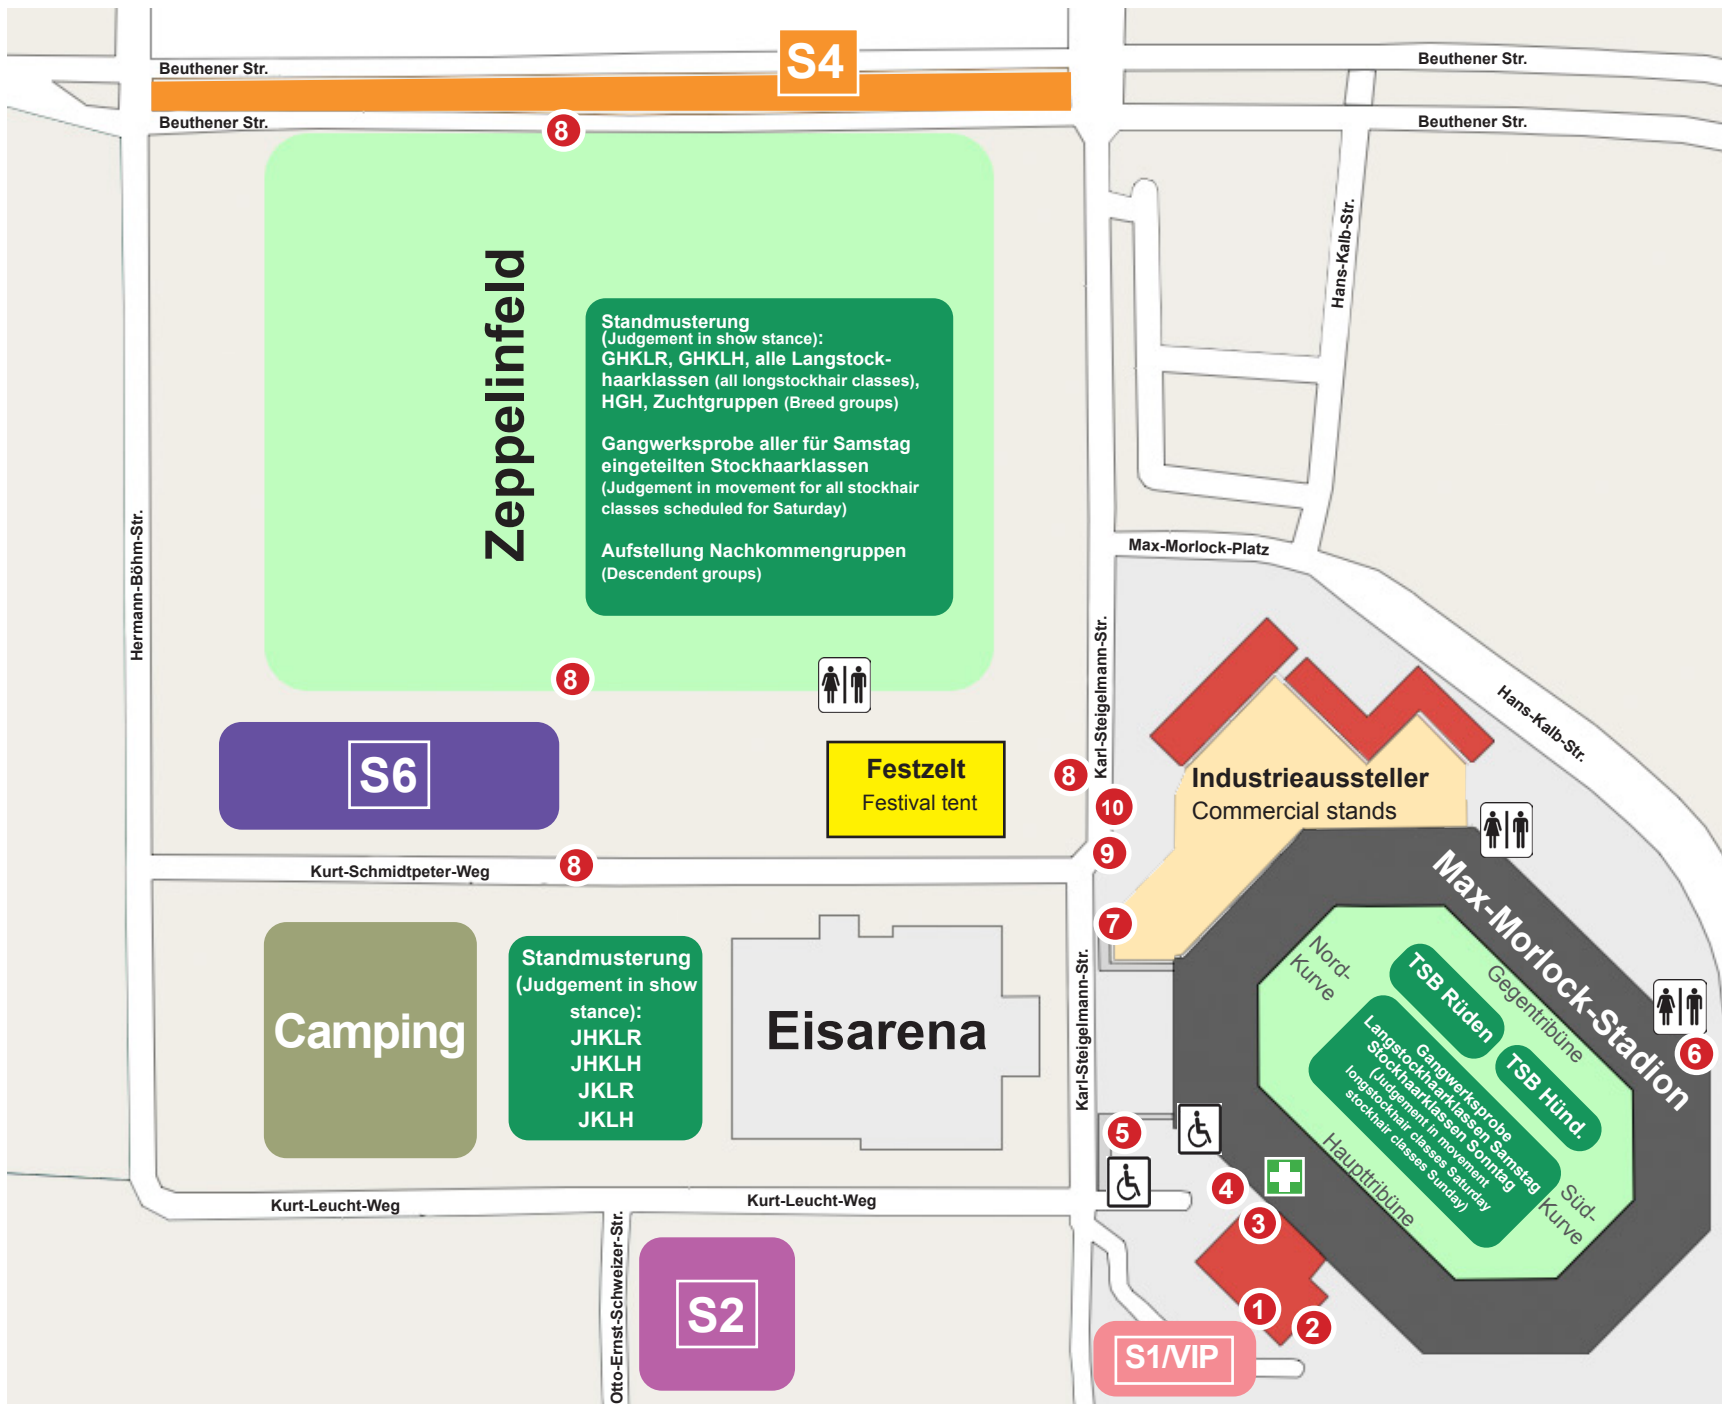 Beuthener Str.
S4
Beuthener Str.
Beuthener Str.
8
Beuthener Str.
Hans-Kalb-Str.
Hans-Kalb-Str.
Zeppelinfeld
Standmusterung
(Judgement in show stance):
GHKLR, GHKLH, alle Langstock-
haarklassen (all longstockhair classes),
HGH, Zuchtgruppen (Breed groups)
Gangwerksprobe aller für Samstag
eingeteilten Stockhaarklassen
(Judgement in movement for all stockhair
classes scheduled for Saturday)
Aufstellung Nachkommengruppen
(Descendent groups)
Hermann-Böhm-Str.
Max-Morlock-Platz
Karl-Steigelmann-Str.
8
S6
Festzelt
Festival tent
8
10
9
7
Industrieaussteller
Commercial stands
Kurt-Schmidtpeter-Weg
8
Camping
Standmusterung
(Judgement in show
stance):
JHKLR
JHKLH
JKLR
JKLH
Eisarena
Karl-Steigelmann-Str.
Max-Morlock-Stadion
Nord-
Kurve
Gegentribüne
TSB Rüden
TSB Hünd.
Gangwerksprobe
Langstockhaarklassen Samstag
Stockhaarklassen Sonntag
(Judgement in movement
longstockhair classes Saturday
stockhair classes Sunday)
Haupttribüne
Süd-
Kurve
6
5
4
3
1
2
Kurt-Leucht-Weg
Kurt-Leucht-Weg
Otto-Ernst-Schweizer-Str.
S2
S1/VIP